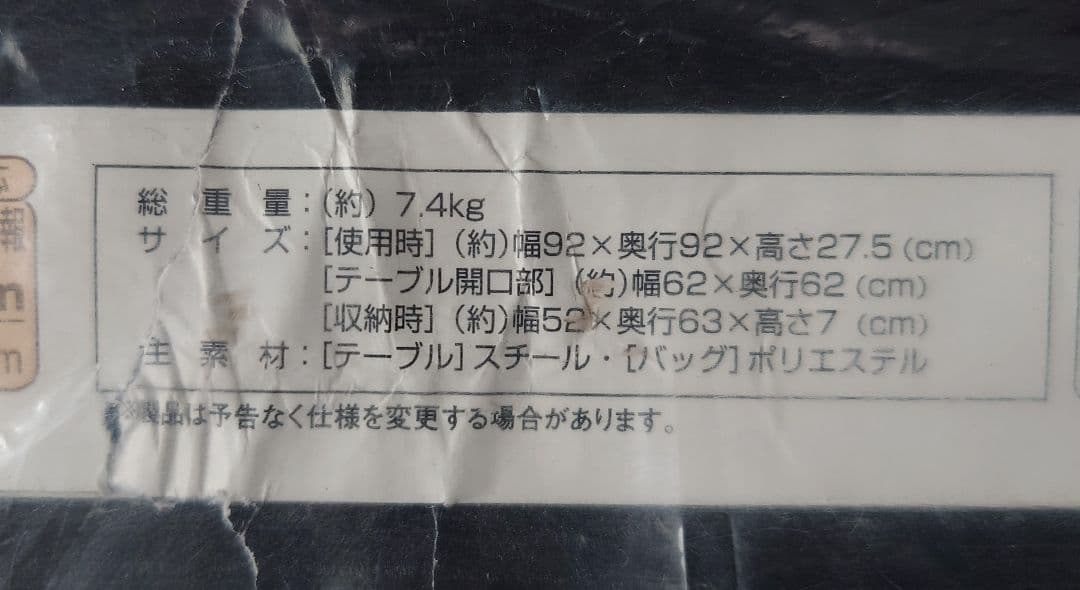 総重量:(約) 7.4kg
サイズ:[使用時] (約)幅92×奥行92×高さ27.5 (cm)
[テーブル開口部] (約)幅62×奥行62 (cm)
[収納時] (約)幅52×奥行63×高さ7 (cm)
主素材:[テーブル]スチール・[バッグ]ポリエステル
※製品は予告なく仕様を変更する場合があります。
報
m
m